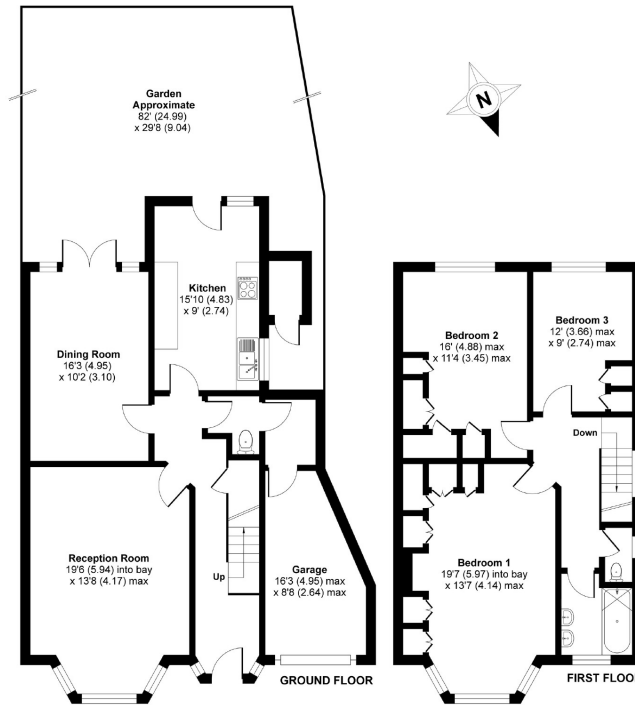 Garden
Approximate
82' (24.99)
x 29'8 (9.04)
N
Kitchen
15'10 (4.83)
x 9' (2.74)
Dining Room
16'3 (4.95)
x 10'2 (3.10)
Reception Room
19'6 (5.94) into bay
x 13'8 (4.17) max
Up
Garage
16'3 (4.95) max
x 8'8 (2.64) max
GROUND FLOOR
Bedroom 2
16' (4.88) max
x 11'4 (3.45) max
Bedroom 3
12' (3.66) max
x 9' (2.74) max
Down
Bedroom 1
19'7 (5.97) into bay
x 13'7 (4.14) max
FIRST FLOO